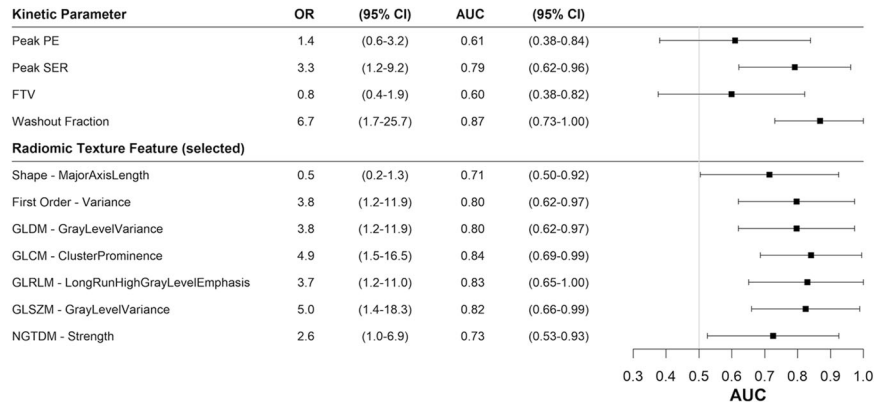 Kinetic Parameter OR (95% CI) AUC (95% CI)
Peak PE 1.4 (0.6-3.2) 0.61 (0.38-0.84)
Peak SER 3.3 (1.2-9.2) 0.79 (0.62-0.96)
FTV 0.8 (0.4-1.9) 0.60 (0.38-0.82)
Washout Fraction 6.7 (1.7-25.7) 0.87 (0.73-1.00)
Radiomic Texture Feature (selected)
Shape - MajorAxisLength 0.5 (0.2-1.3) 0.71 (0.50-0.92)
First Order - Variance 3.8 (1.2-11.9) 0.80 (0.62-0.97)
GLDM - GrayLevelVariance 3.8 (1.2-11.9) 0.80 (0.62-0.97)
GLCM - ClusterProminence 4.9 (1.5-16.5) 0.84 (0.69-0.99)
GLRLM - LongRunHighGrayLevelEmphasis 3.7 (1.2-11.0) 0.83 (0.65-1.00)
GLSZM - GrayLevelVariance 5.0 (1.4-18.3) 0.82 (0.66-0.99)
NGTDM - Strength 2.6 (1.0-6.9) 0.73 (0.53-0.93)
0.3 0.4 0.5 0.6 0.7 0.8 0.9 1.0
AUC